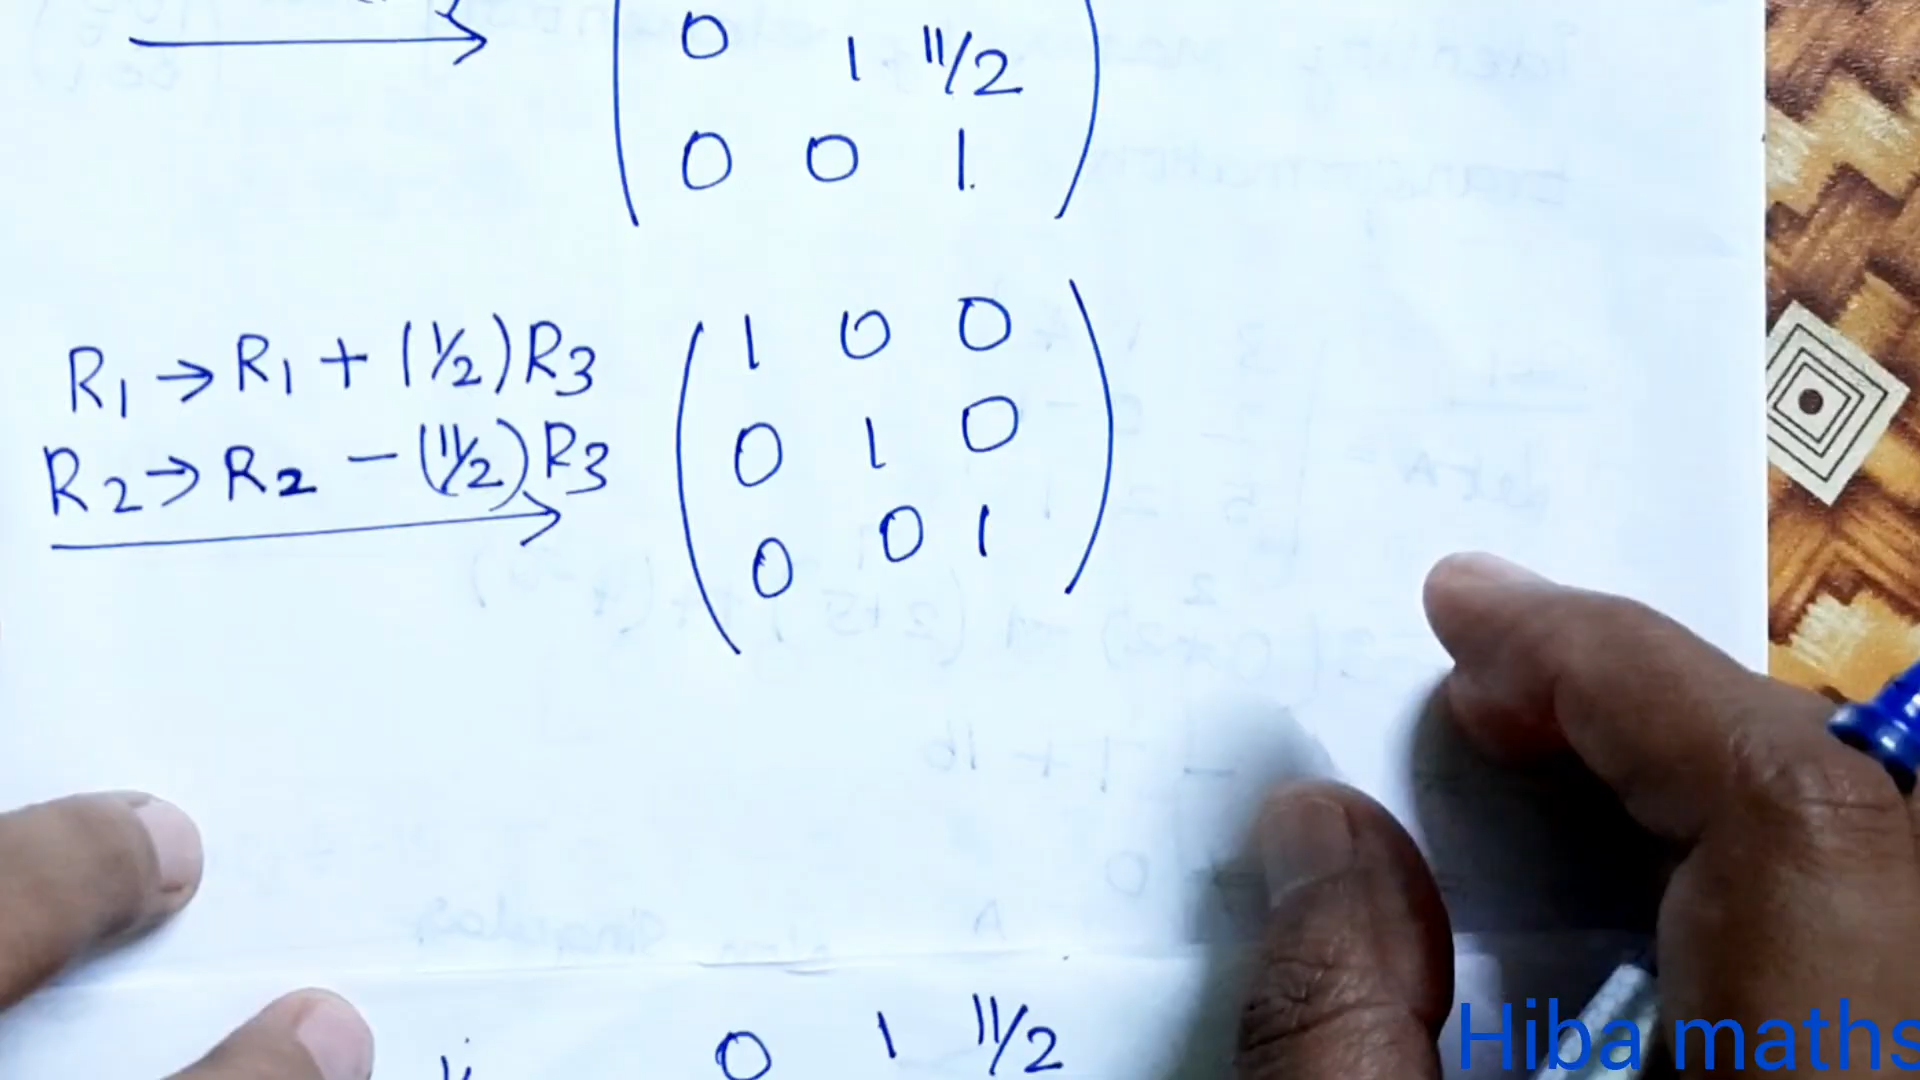 0 1 11/2
0 0 1.
R1 → R1 + (1/2) R3
R2 → R2 - (11/2) R3
1 0 0
0 1 0
0 0 1
0 1 11/2
Hiba maths